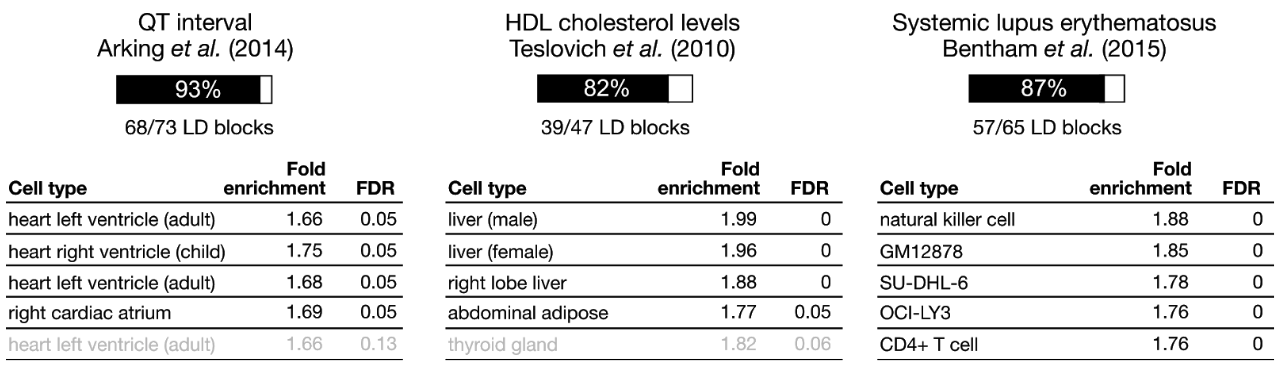 QT interval
Arking et al. (2014)
93%
68/73 LD blocks
Cell type Fold enrichment FDR
heart left ventricle (adult) 1.66 0.05
heart right ventricle (child) 1.75 0.05
heart left ventricle (adult) 1.68 0.05
right cardiac atrium 1.69 0.05
heart left ventricle (adult) 1.66 0.13
HDL cholesterol levels
Teslovich et al. (2010)
82%
39/47 LD blocks
Cell type Fold enrichment FDR
liver (male) 1.99 0
liver (female) 1.96 0
right lobe liver 1.88 0
abdominal adipose 1.77 0.05
thyroid gland 1.82 0.06
Systemic lupus erythematosus
Bentham et al. (2015)
87%
57/65 LD blocks
Cell type Fold enrichment FDR
natural killer cell 1.88 0
GM12878 1.85 0
SU-DHL-6 1.78 0
OCI-LY3 1.76 0
CD4+ T cell 1.76 0